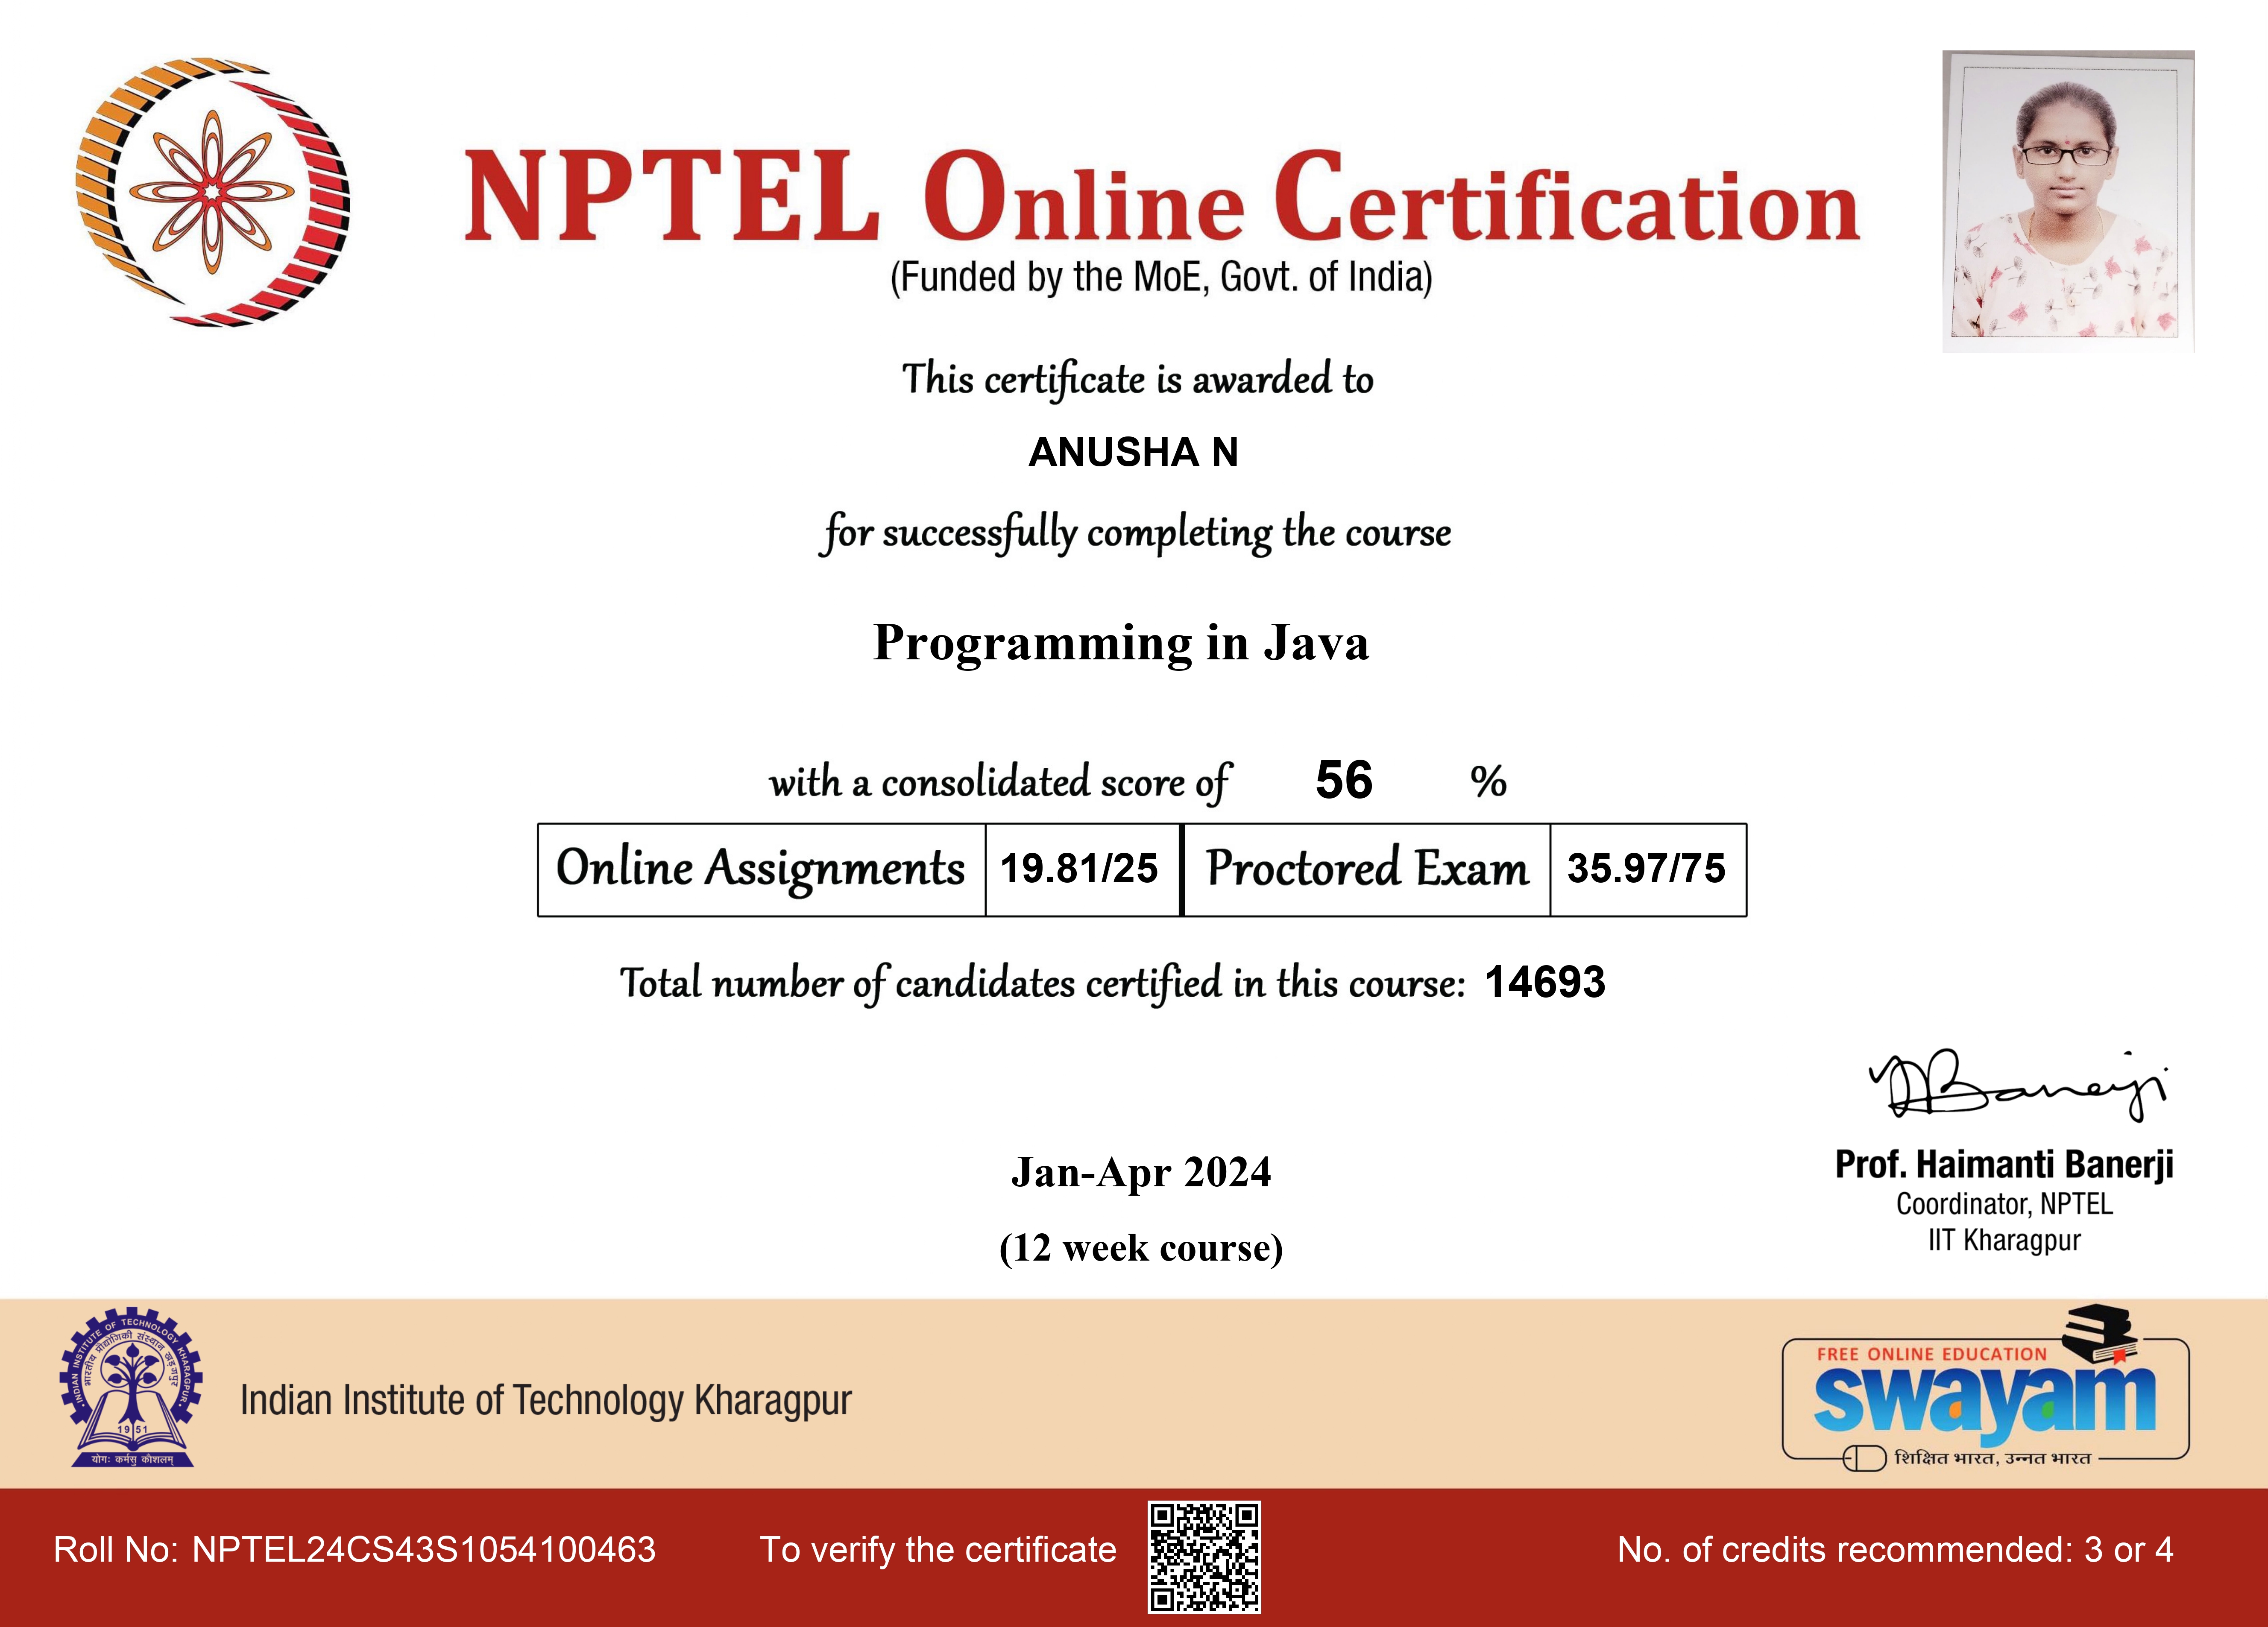 NPTEL Online Certification
(Funded by the MoE, Govt. of India)
This certificate is awarded to
ANUSHA N
for successfully completing the course
Programming in Java
with a consolidated score of 56 %
Online Assignments 19.81/25 Proctored Exam 35.97/75
Total number of candidates certified in this course: 14693
Jan-Apr 2024
(12 week course)
Prof. Haimanti Banerji
Coordinator, NPTEL
IIT Kharagpur
INDIAN INSTITUTE OF TECHNOLOGY KHARAGPUR
भारतीय प्रौद्योगिकी संस्थान खड़गपुर
1951
योगः कर्मसु कौशलम्
Indian Institute of Technology Kharagpur
FREE ONLINE EDUCATION
swayam
शिक्षित भारत, उन्नत भारत
Roll No: NPTEL24CS43S1054100463
To verify the certificate
No. of credits recommended: 3 or 4